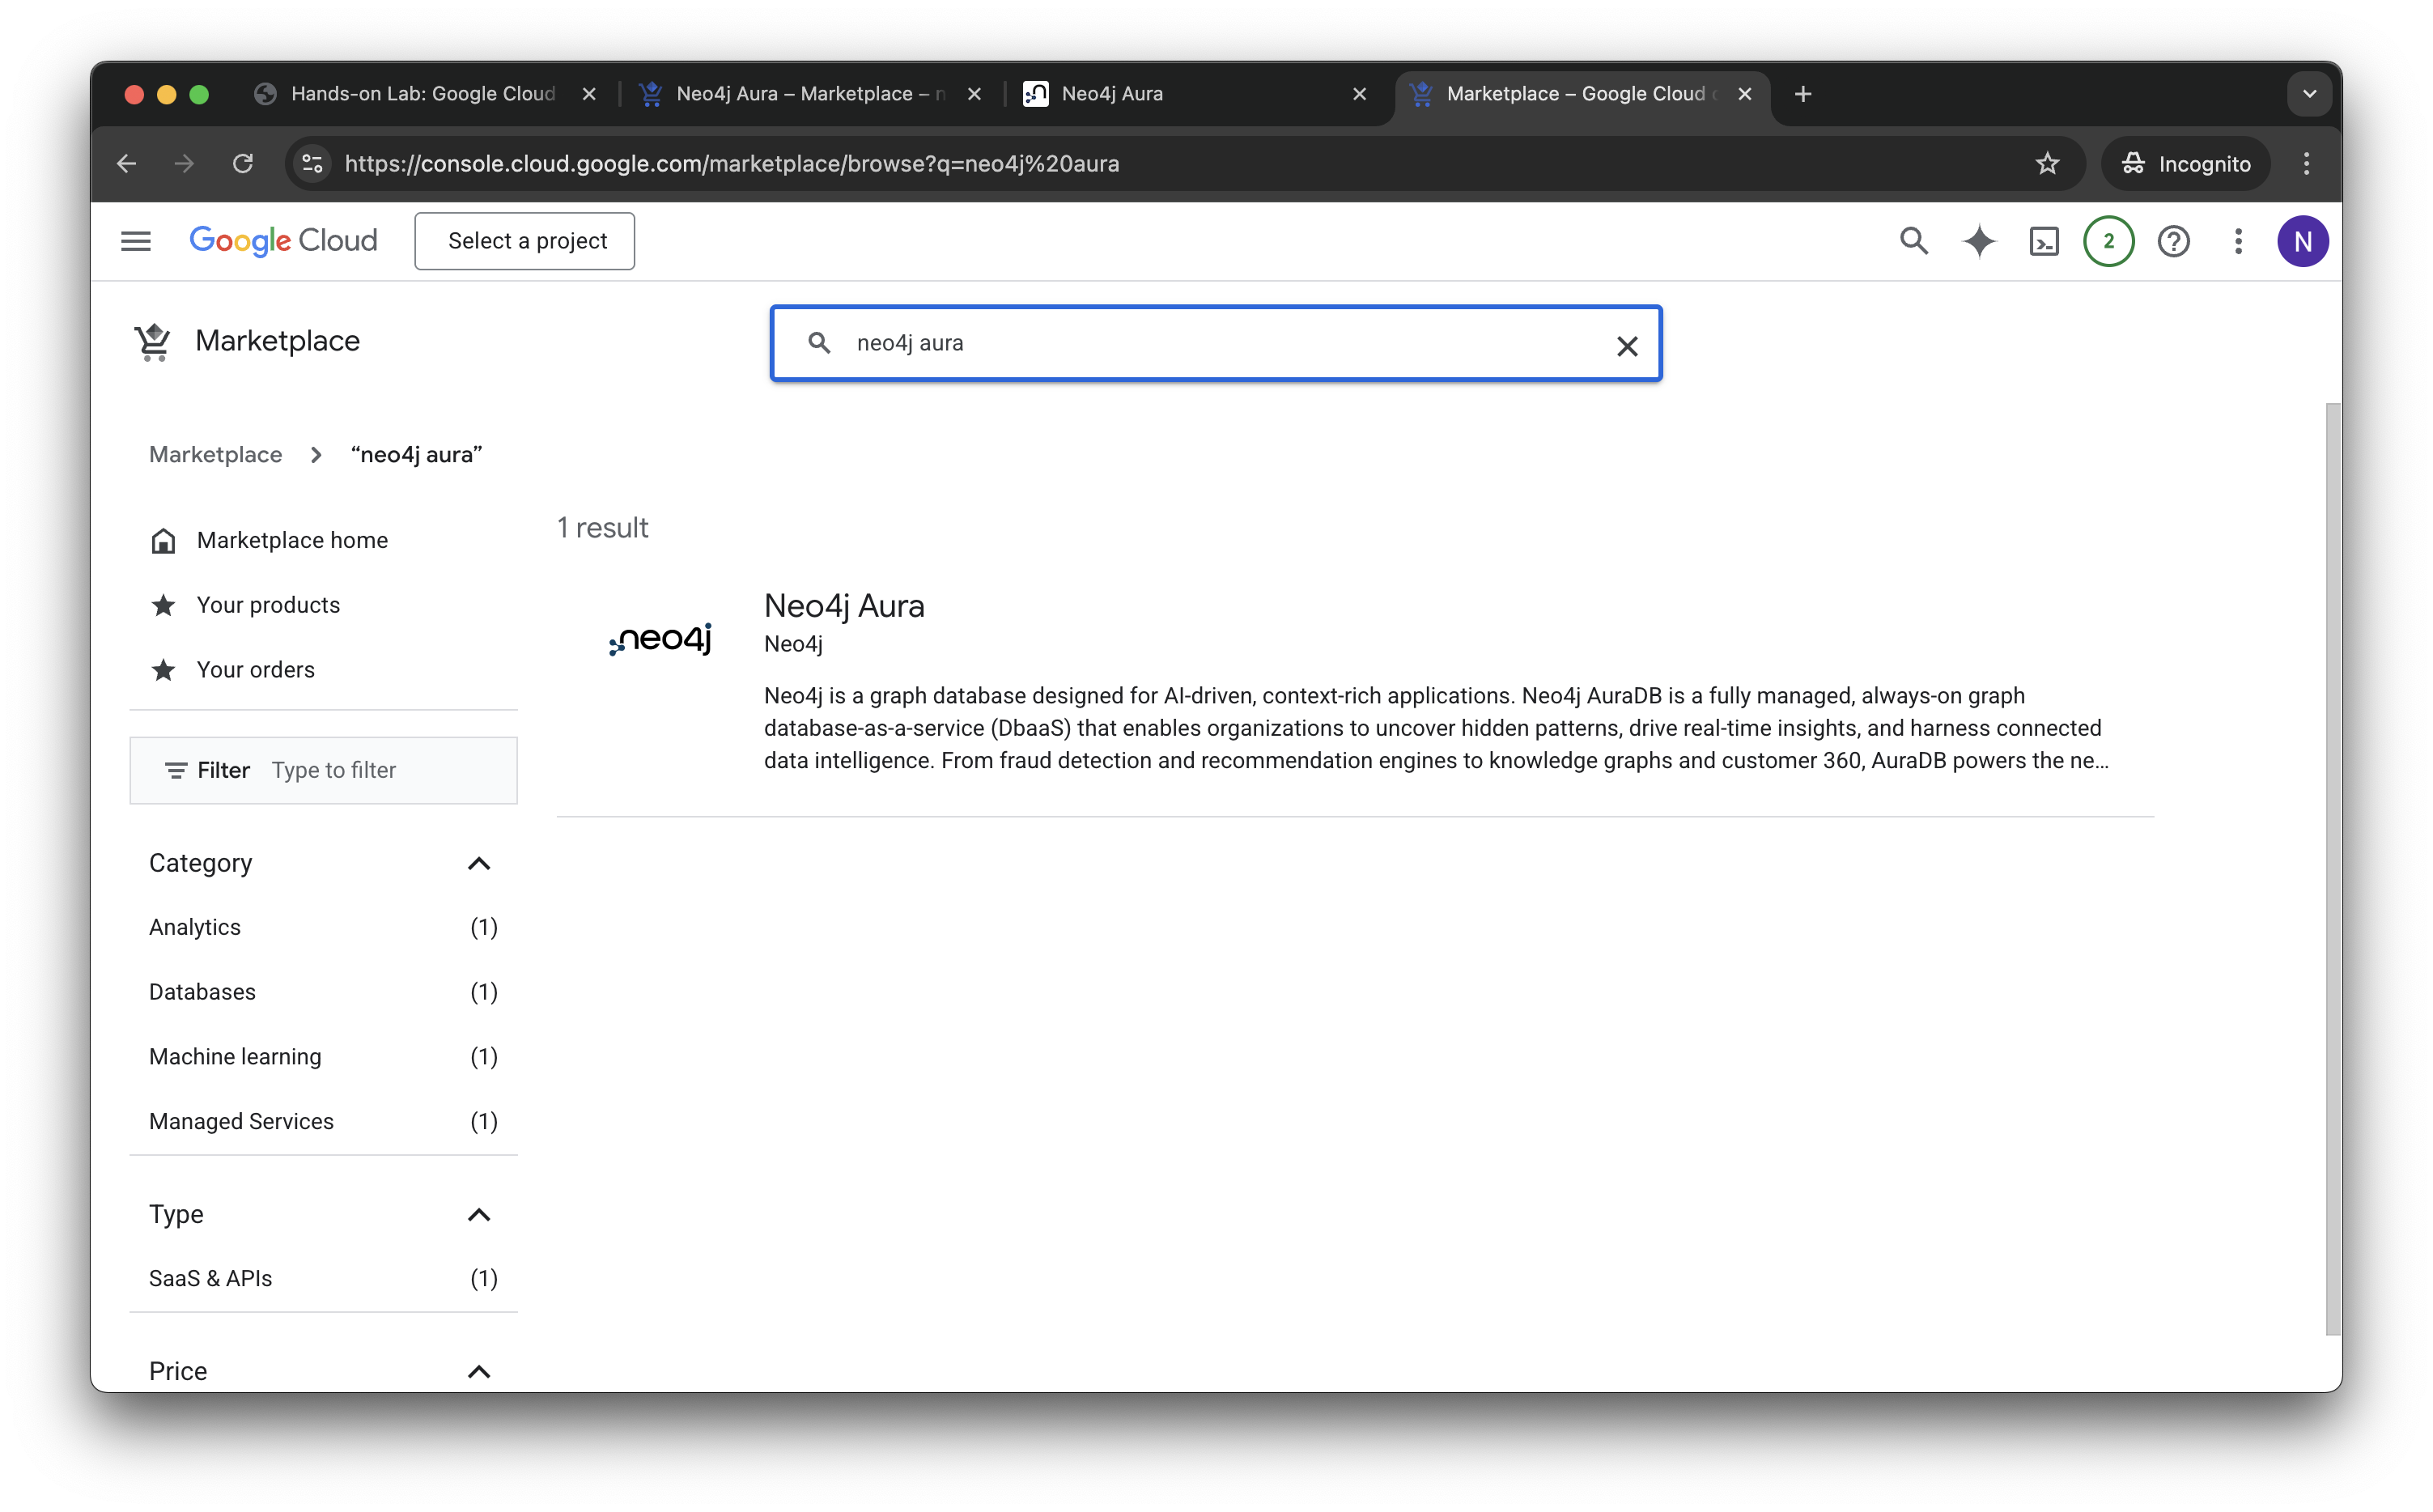 Hands-on Lab: Google Cloud
Neo4j Aura – Marketplace – n
Neo4j Aura
Marketplace – Google Cloud c
https://console.cloud.google.com/marketplace/browse?q=neo4j%20aura
Incognito
Google Cloud
Select a project
2
N
Marketplace
neo4j aura
Marketplace > “neo4j aura”
Marketplace home
Your products
Your orders
Filter Type to filter
Category
Analytics (1)
Databases (1)
Machine learning (1)
Managed Services (1)
Type
SaaS & APIs (1)
Price
1 result
neo4j
Neo4j Aura
Neo4j
Neo4j is a graph database designed for AI-driven, context-rich applications. Neo4j AuraDB is a fully managed, always-on graph
database-as-a-service (DbaaS) that enables organizations to uncover hidden patterns, drive real-time insights, and harness connected
data intelligence. From fraud detection and recommendation engines to knowledge graphs and customer 360, AuraDB powers the ne…